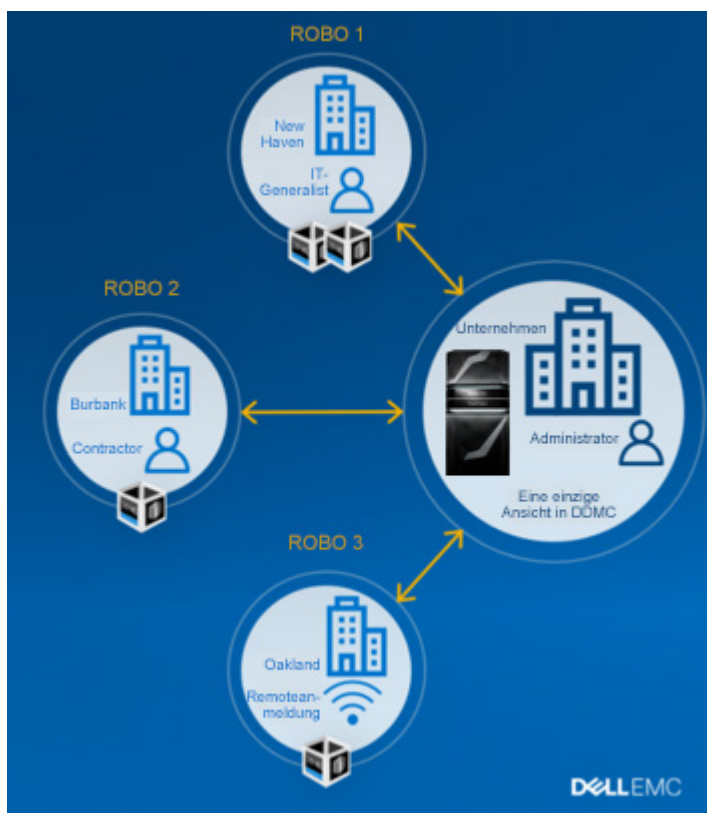 ROBO 1
New
Haven
IT-
Generalist
ROBO 2
Burbank
Contractor
Unternehmen
Administrator
Eine einzige
Ansicht in DDMC
ROBO 3
Oakland
Remotean-
meldung
DELLEMC